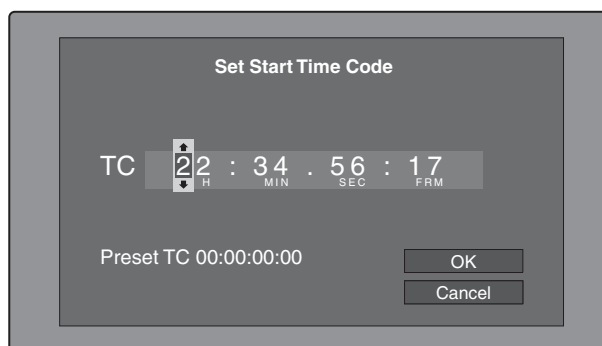 Set Start Time Code
TC 22 : 34 . 56 : 17
H MIN SEC FRM
Preset TC 00:00:00:00
OK
Cancel